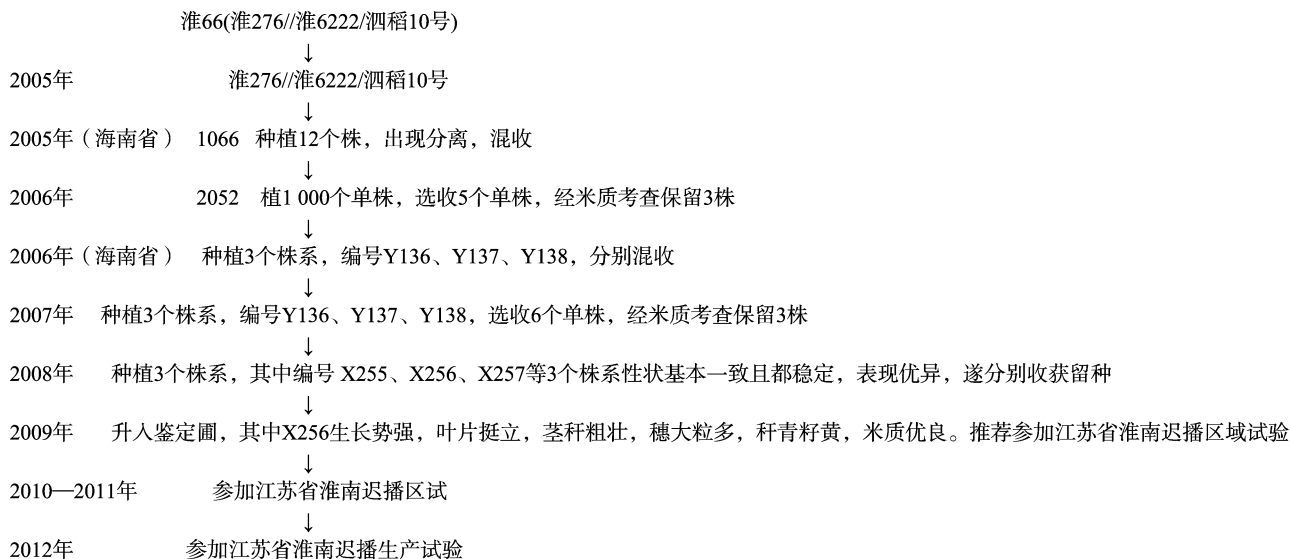 淮66(淮276//淮6222/泗稻10号)
↓
2005年 淮276//淮6222/泗稻10号
↓
2005年（海南省） 1066 种植12个株，出现分离，混收
↓
2006年 2052 植1 000个单株，选收5个单株，经米质考查保留3株
↓
2006年（海南省） 种植3个株系，编号Y136、Y137、Y138，分别混收
↓
2007年 种植3个株系，编号Y136、Y137、Y138，选收6个单株，经米质考查保留3株
↓
2008年 种植3个株系，其中编号 X255、X256、X257等3个株系性状基本一致且都稳定，表现优异，遂分别收获留种
↓
2009年 升入鉴定圃，其中X256生长势强，叶片挺立，茎秆粗壮，穗大粒多，秆青籽黄，米质优良。推荐参加江苏省淮南迟播区域试验
↓
2010—2011年 参加江苏省淮南迟播区试
↓
2012年 参加江苏省淮南迟播生产试验